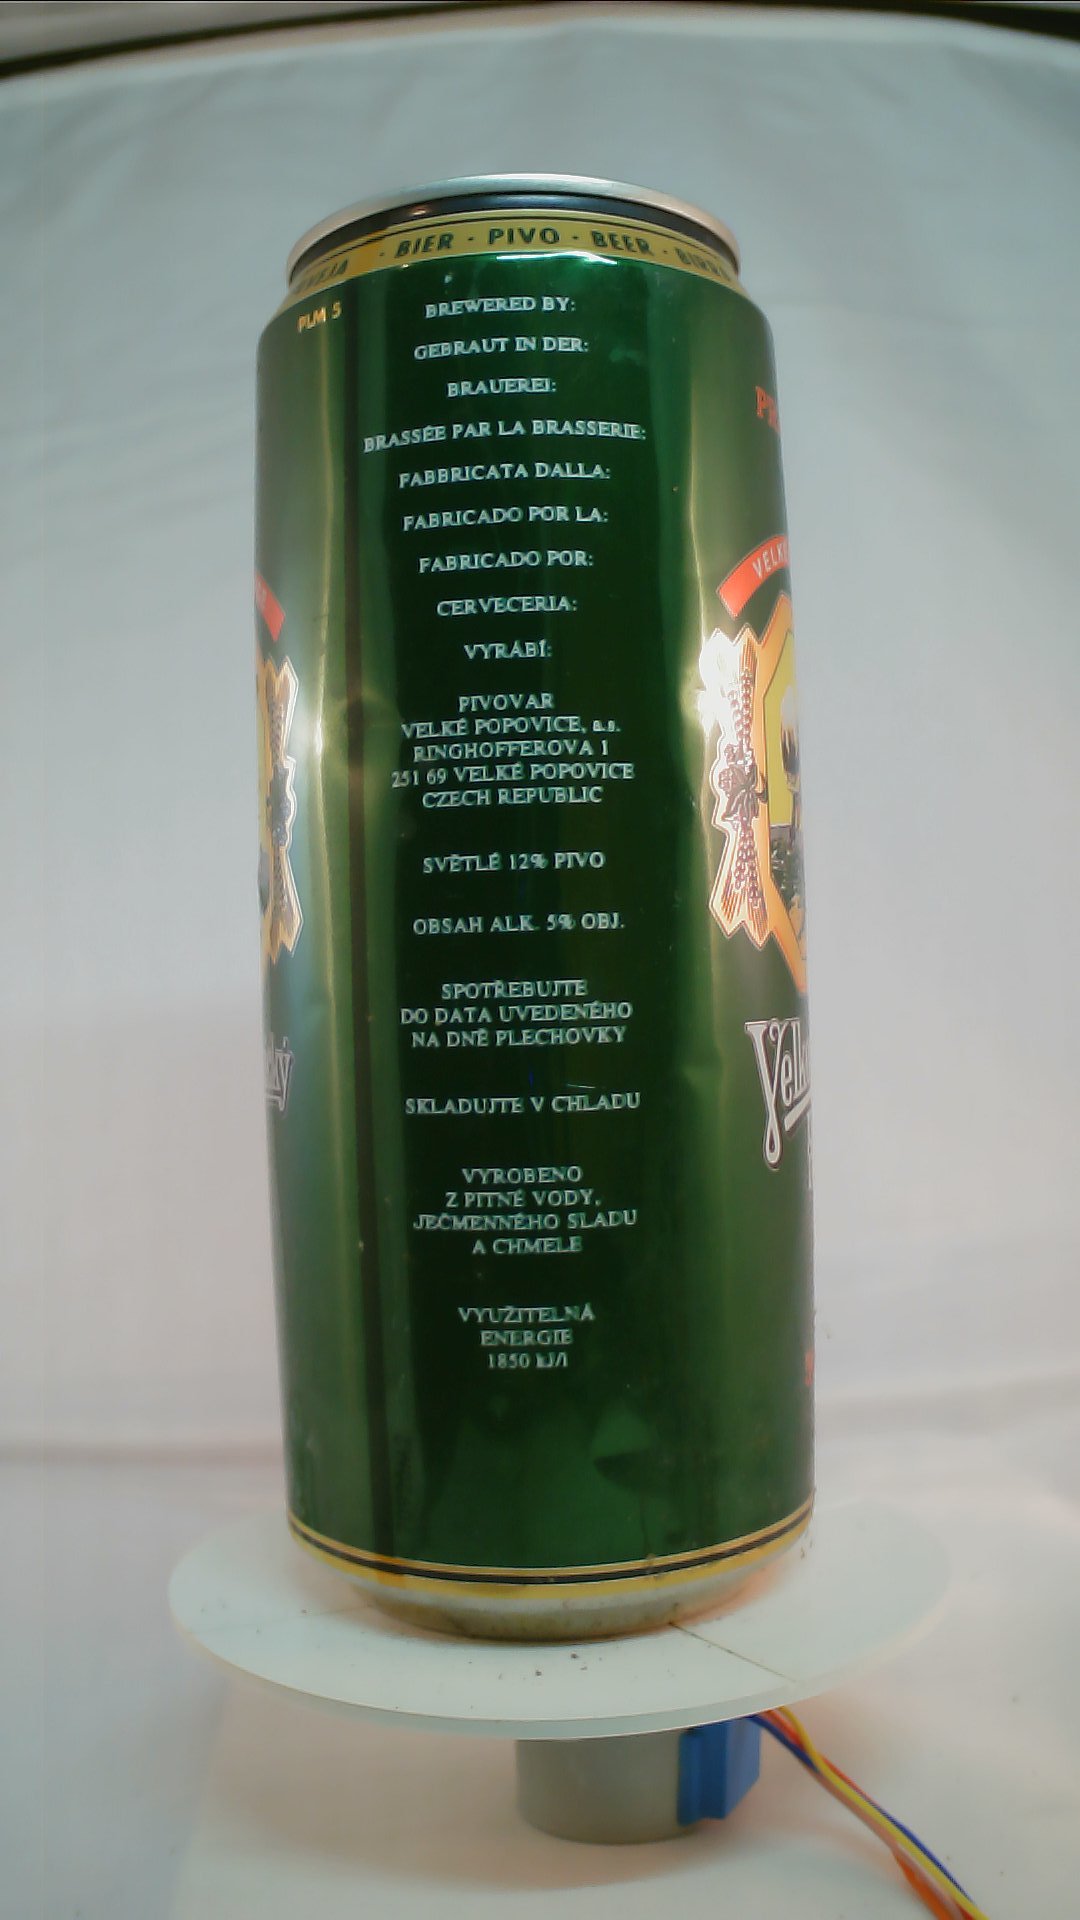 · BIER · PIVO · BEER ·
PLM 5
BREWERED BY:
GEBRAUT IN DER:
BRAUEREI:
BRASSÉE PAR LA BRASSERIE:
FABBRICATA DALLA:
FABRICADO POR LA:
FABRICADO POR:
CERVECERIA:
VYRÁBÍ:
PIVOVAR
VELKÉ POPOVICE, a.s.
RINGHOFFEROVA 1
251 69 VELKÉ POPOVICE
CZECH REPUBLIC
SVĚTLÉ 12% PIVO
OBSAH ALK. 5% OBJ.
SPOTŘEBUJTE
DO DATA UVEDENÉHO
NA DNĚ PLECHOVKY
SKLADUJTE V CHLADU
VYROBENO
Z PITNÉ VODY,
JEČMENNÉHO SLADU
A CHMELE
VYUŽITELNÁ
ENERGIE
1850 kJ/l